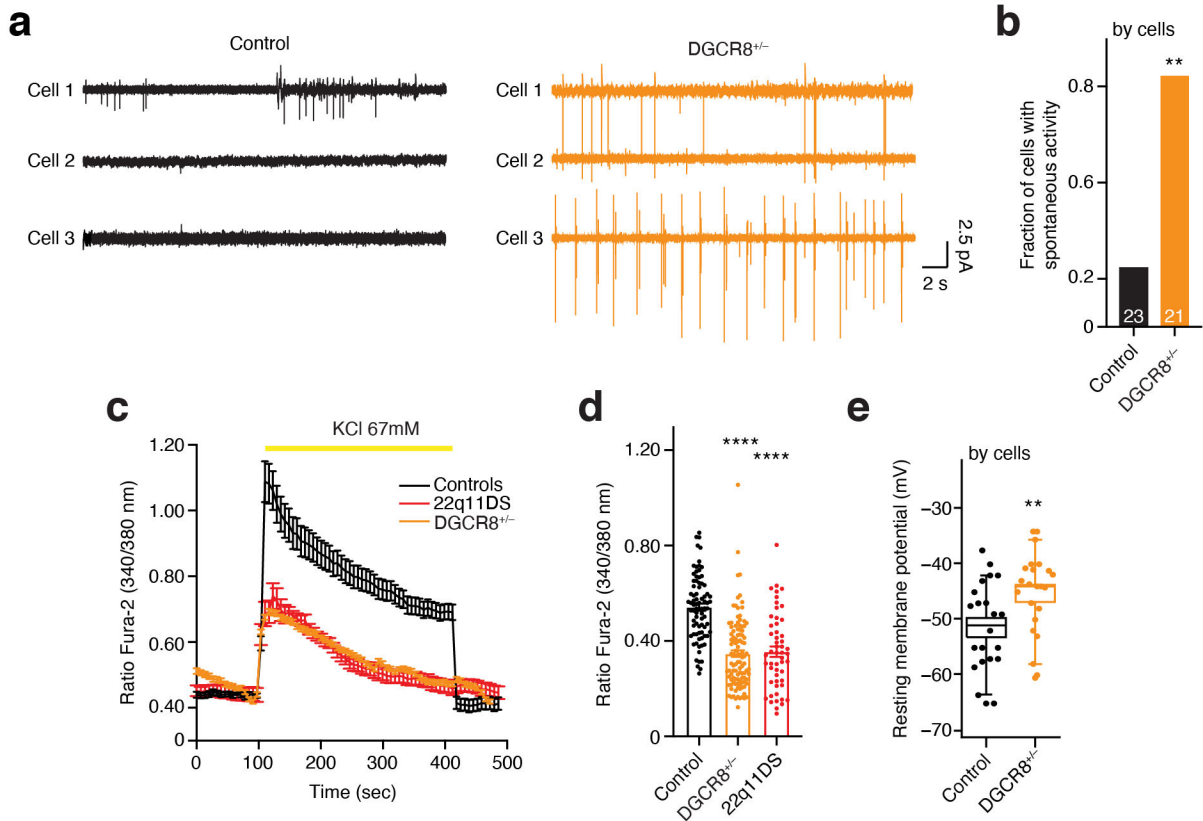 a
Control
Cell 1
Cell 2
Cell 3
DGCR8+/–
Cell 1
Cell 2
Cell 3
2.5 pA
2 s
b
by cells
**
Fraction of cells with
spontaneous activity
0.8
0.6
0.2
0
23
21
Control
DGCR8+/–
c
KCl 67mM
Controls
22q11DS
DGCR8+/–
Ratio Fura-2 (340/380 nm)
1.20
1.00
0.80
0.60
0.40
0
0 100 200 300 400 500
Time (sec)
d
**** ****
Ratio Fura-2 (340/380 nm)
1.20
0.80
0.40
0
Control
DGCR8+/–
22q11DS
e
by cells
**
Resting membrane potential (mV)
–30
–40
–50
–60
–70
Control
DGCR8+/–